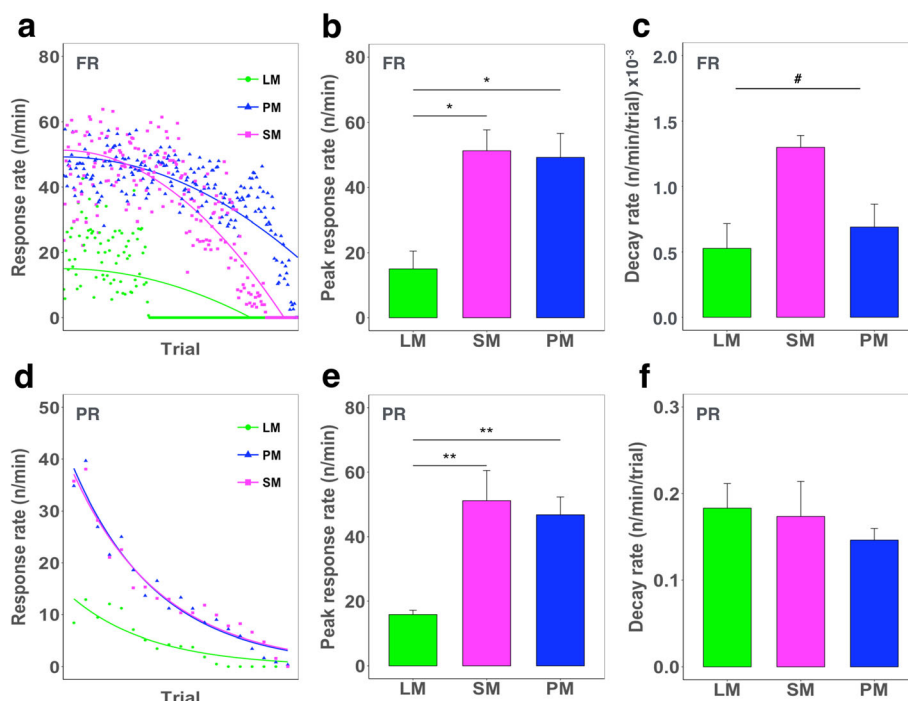 a
FR
LM
PM
SM
Response rate (n/min)
80
60
40
20
0
Trial
b
FR
*
*
Peak response rate (n/min)
80
60
40
20
0
LM SM PM
c
FR
#
Decay rate (n/min/trial) x10⁻³
2.0
1.5
1.0
0.5
0.0
LM SM PM
d
PR
LM
PM
SM
Response rate (n/min)
50
40
30
20
10
0
Trial
e
PR
**
**
Peak response rate (n/min)
80
60
40
20
0
LM SM PM
f
PR
Decay rate (n/min/trial)
0.3
0.2
0.1
0.0
LM SM PM